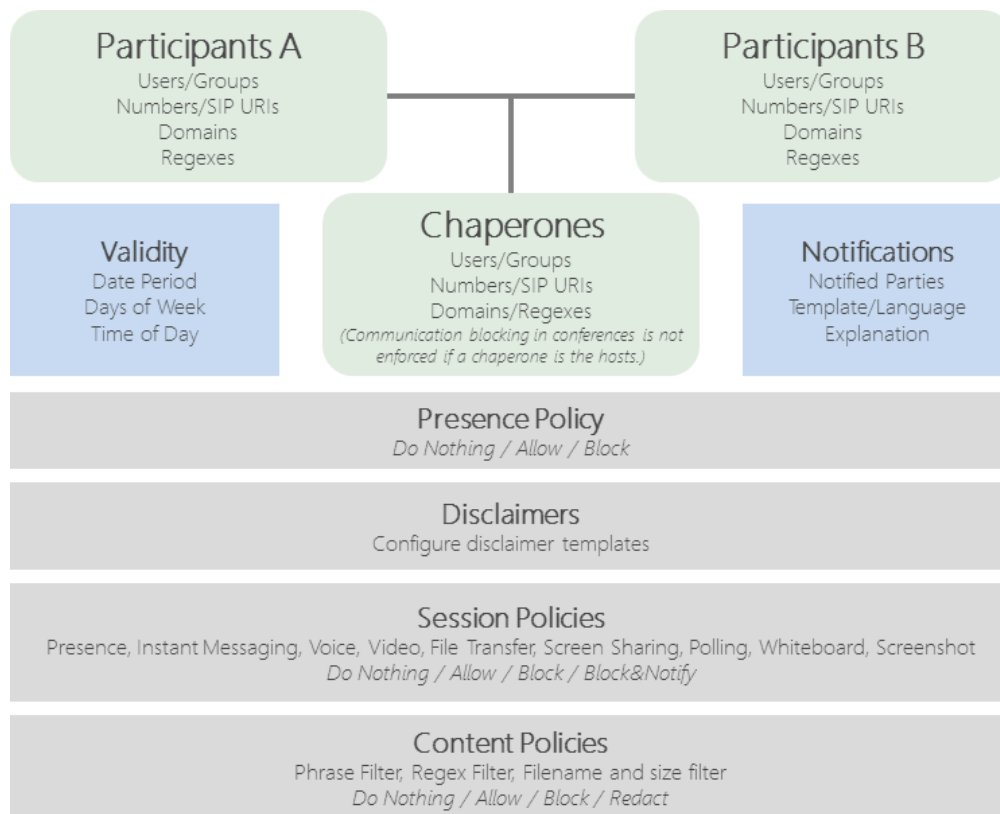 Participants A
Users/Groups
Numbers/SIP URIs
Domains
Regexes
Participants B
Users/Groups
Numbers/SIP URIs
Domains
Regexes
Validity
Date Period
Days of Week
Time of Day
Chaperones
Users/Groups
Numbers/SIP URIs
Domains/Regexes
(Communication blocking in conferences is not
enforced if a chaperone is the hosts.)
Notifications
Notified Parties
Template/Language
Explanation
Presence Policy
Do Nothing / Allow / Block
Disclaimers
Configure disclaimer templates
Session Policies
Presence, Instant Messaging, Voice, Video, File Transfer, Screen Sharing, Polling, Whiteboard, Screenshot
Do Nothing / Allow / Block / Block&Notify
Content Policies
Phrase Filter, Regex Filter, Filename and size filter
Do Nothing / Allow / Block / Redact